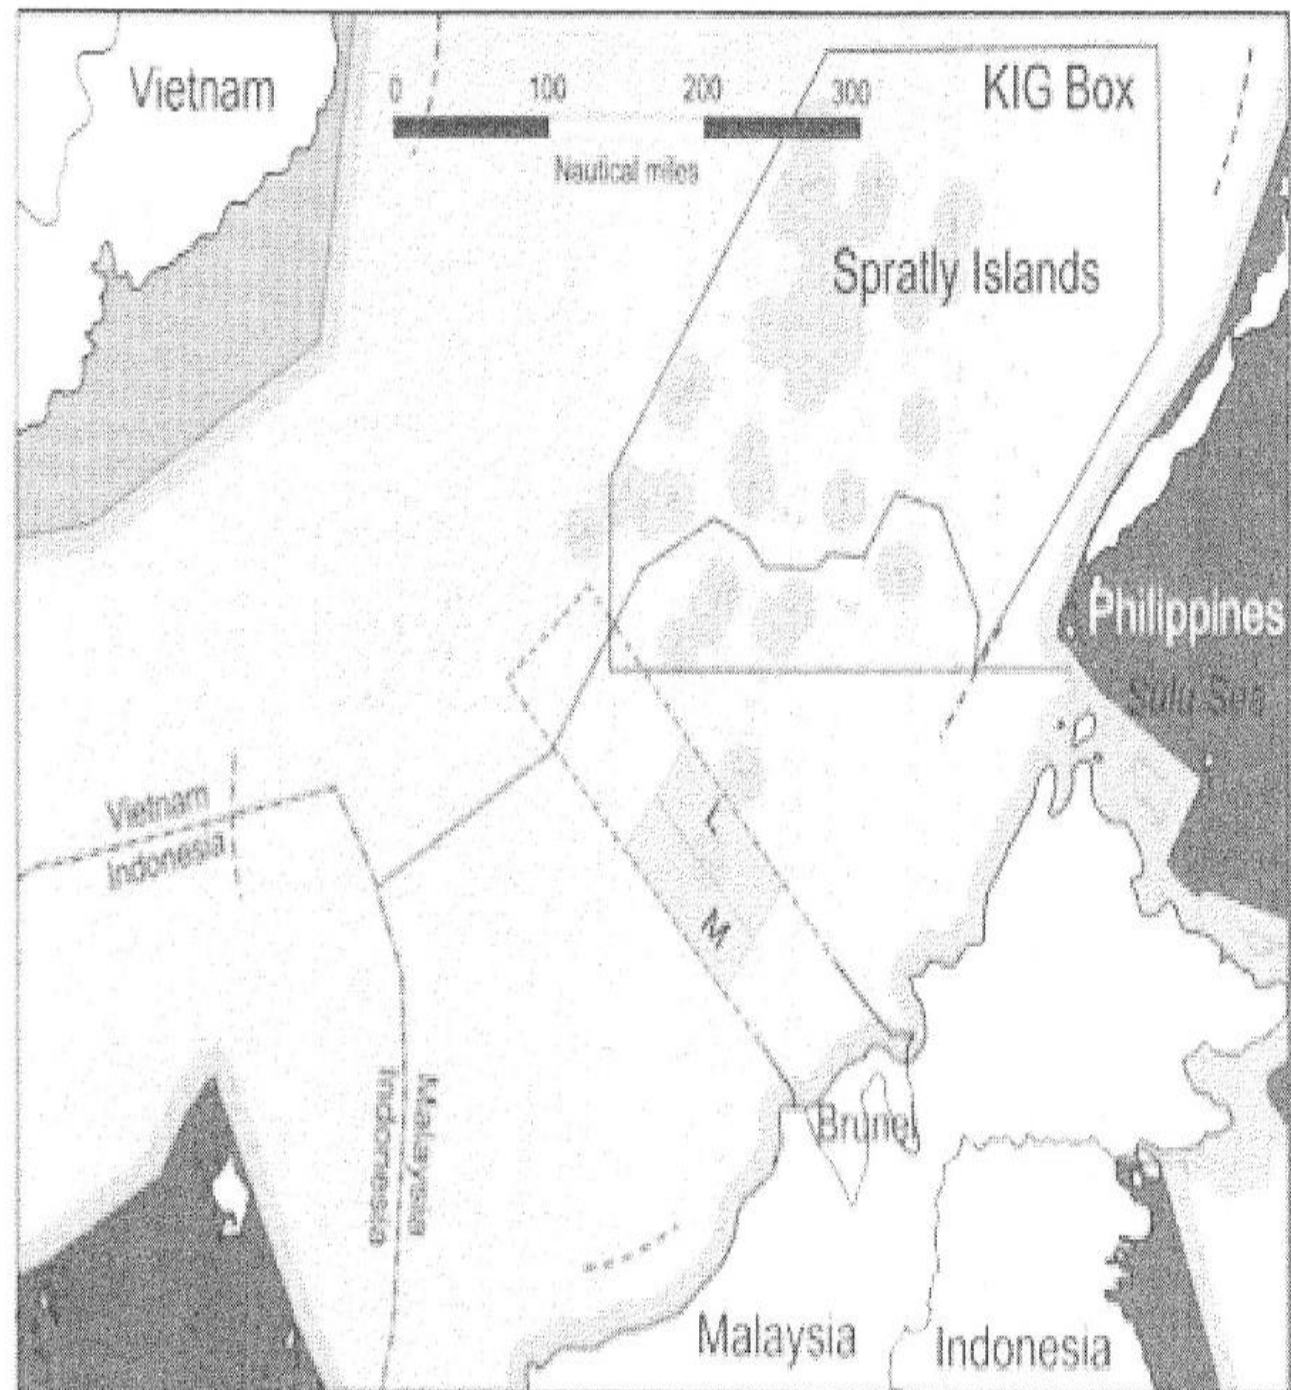 Vietnam
0 100 200 300
Nautical miles
KIG Box
Spratly Islands
Philippines
Sulu Sea
Vietnam
Indonesia
L
M
Malaysia
Indonesia
Brunei
Malaysia
Indonesia